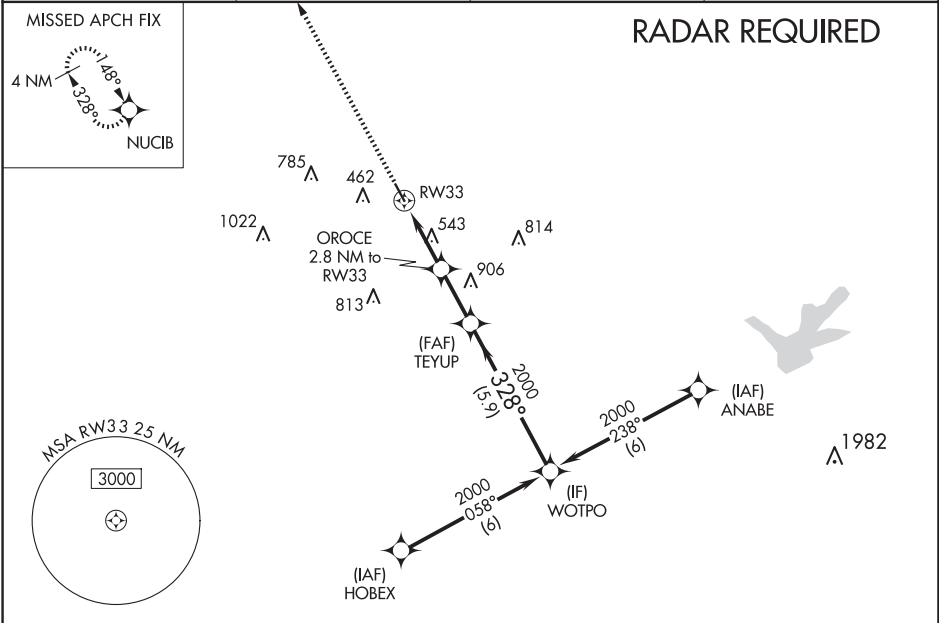 MISSED APCH FIX
4 NM
148°
328°
NUCIB
RADAR REQUIRED
785
462
RW33
1022
543
814
OROCE
2.8 NM to
RW33
906
813
(FAF)
TEYUP
2000
328°
(5.9)
(IAF)
ANABE
2000
238°
(6)
1982
MSA RW33 25 NM
3000
2000
058°
(6)
(IF)
WOTPO
(IAF)
HOBEX